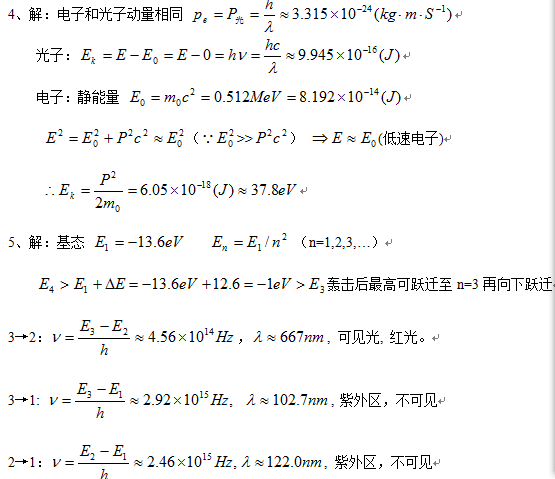 4、解：电子和光子动量相同 p_e = P_光 = h/λ ≈ 3.315×10^{-24}(kg·m·S^{-1})
光子：E_k = E − E_0 = E − 0 = hν = hc/λ ≈ 9.945×10^{-16}(J)
电子：静能量 E_0 = m_0c^2 = 0.512MeV = 8.192×10^{-14}(J)
E^2 = E_0^2 + P^2c^2 ≈ E_0^2（∵E_0^2>>P^2c^2） ⇒ E ≈ E_0(低速电子)
∴E_k = P^2/2m_0 = 6.05×10^{-18}(J) ≈ 37.8eV
5、解：基态 E_1 = −13.6eV E_n = E_1/n^2 （n=1,2,3,…）
E_4 > E_1 + ΔE = −13.6eV + 12.6 = −1eV > E_3 轰击后最高可跃迁至 n=3 再向下跃迁
3→2：ν = (E_3 − E_2)/h ≈ 4.56×10^{14}Hz，λ ≈ 667nm, 可见光, 红光。
3→1: ν = (E_3 − E_1)/h ≈ 2.92×10^{15}Hz, λ ≈ 102.7nm, 紫外区，不可见
2→1：ν = (E_2 − E_1)/h ≈ 2.46×10^{15}Hz, λ ≈ 122.0nm, 紫外区，不可见